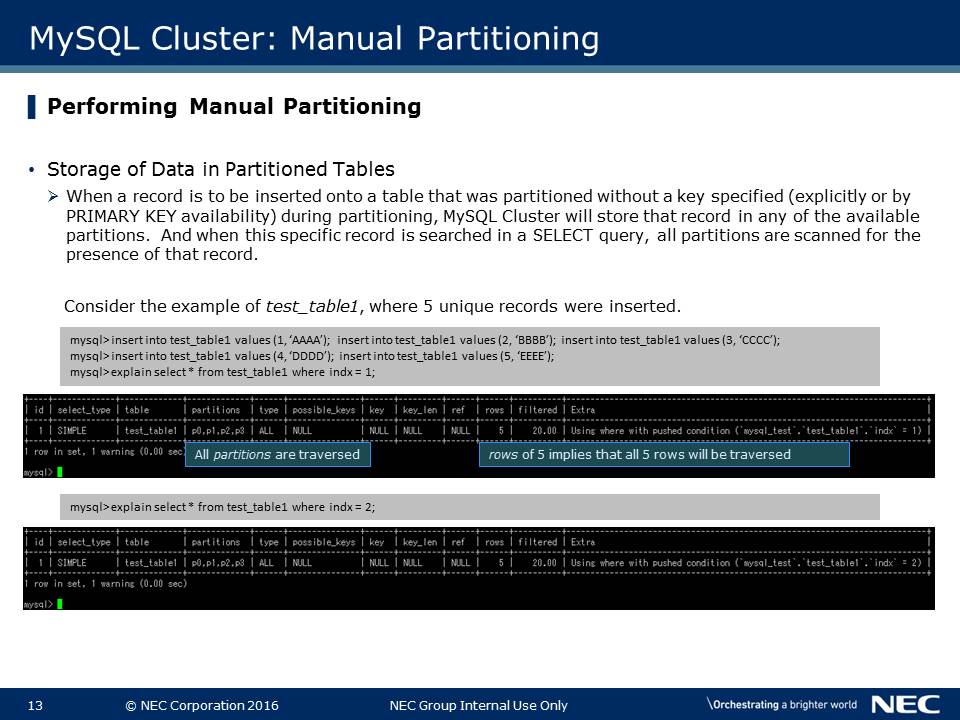 MySQL Cluster: Manual Partitioning
Performing Manual Partitioning
• Storage of Data in Partitioned Tables
➢ When a record is to be inserted onto a table that was partitioned without a key specified (explicitly or by
PRIMARY KEY availability) during partitioning, MySQL Cluster will store that record in any of the available
partitions. And when this specific record is searched in a SELECT query, all partitions are scanned for the
presence of that record.
Consider the example of test_table1, where 5 unique records were inserted.
mysql> insert into test_table1 values (1, ‘AAAA’); insert into test_table1 values (2, ‘BBBB’); insert into test_table1 values (3, ‘CCCC’);
mysql> insert into test_table1 values (4, ‘DDDD’); insert into test_table1 values (5, ‘EEEE’);
mysql> explain select * from test_table1 where indx = 1;
| id | select_type | table | partitions | type | possible_keys | key | key_len | ref | rows | filtered | Extra |
| 1 | SIMPLE | test_table1 | p0,p1,p2,p3 | ALL | NULL | NULL | NULL | NULL | 5 | 20.00 | Using where with pushed condition (`mysql_test`.`test_table1`.`indx` = 1) |
1 row in set, 1 warning (0.00 sec)
All partitions are traversed
rows of 5 implies that all 5 rows will be traversed
mysql>
mysql> explain select * from test_table1 where indx = 2;
| id | select_type | table | partitions | type | possible_keys | key | key_len | ref | rows | filtered | Extra |
| 1 | SIMPLE | test_table1 | p0,p1,p2,p3 | ALL | NULL | NULL | NULL | NULL | 5 | 20.00 | Using where with pushed condition (`mysql_test`.`test_table1`.`indx` = 2) |
1 row in set, 1 warning (0.00 sec)
mysql>
13 © NEC Corporation 2016 NEC Group Internal Use Only \Orchestrating a brighter world NEC